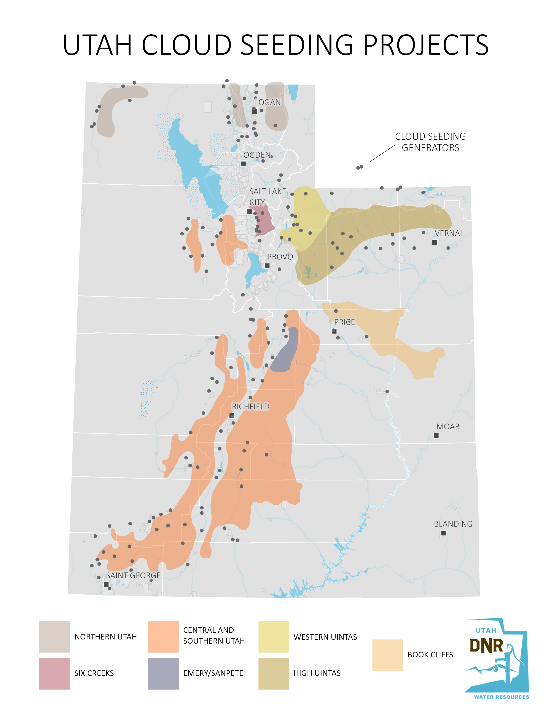 UTAH CLOUD SEEDING PROJECTS
LOGAN
CLOUD SEEDING
GENERATORS
OGDEN
SALT LAKE
CITY
VERNAL
PROVO
PRICE
RICHFIELD
MOAB
BLANDING
SAINT GEORGE
NORTHERN UTAH
CENTRAL AND
SOUTHERN UTAH
WESTERN UINTAS
BOOK CLIFFS
SIX CREEKS
EMERY/SANPETE
HIGH UINTAS
UTAH
DNR
WATER RESOURCES